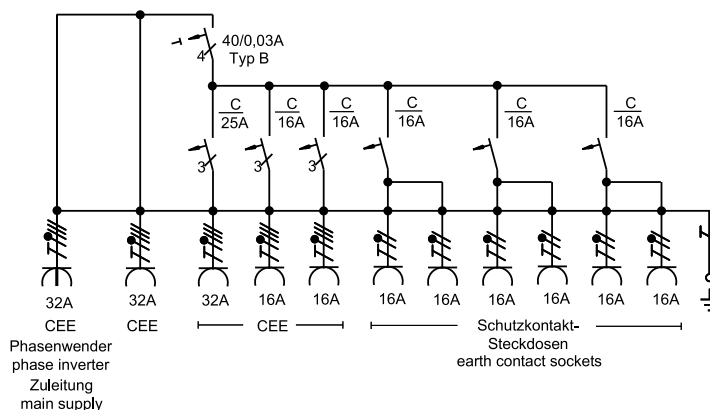 40/0,03A
4
Typ B
C C C C C C
25A 16A 16A 16A 16A 16A
3 3 3
32A 32A 32A 16A 16A 16A 16A 16A 16A 16A 16A
CEE CEE CEE Schutzkontakt-
Steckdosen
earth contact sockets
Phasenwender
phase inverter
Zuleitung
main supply